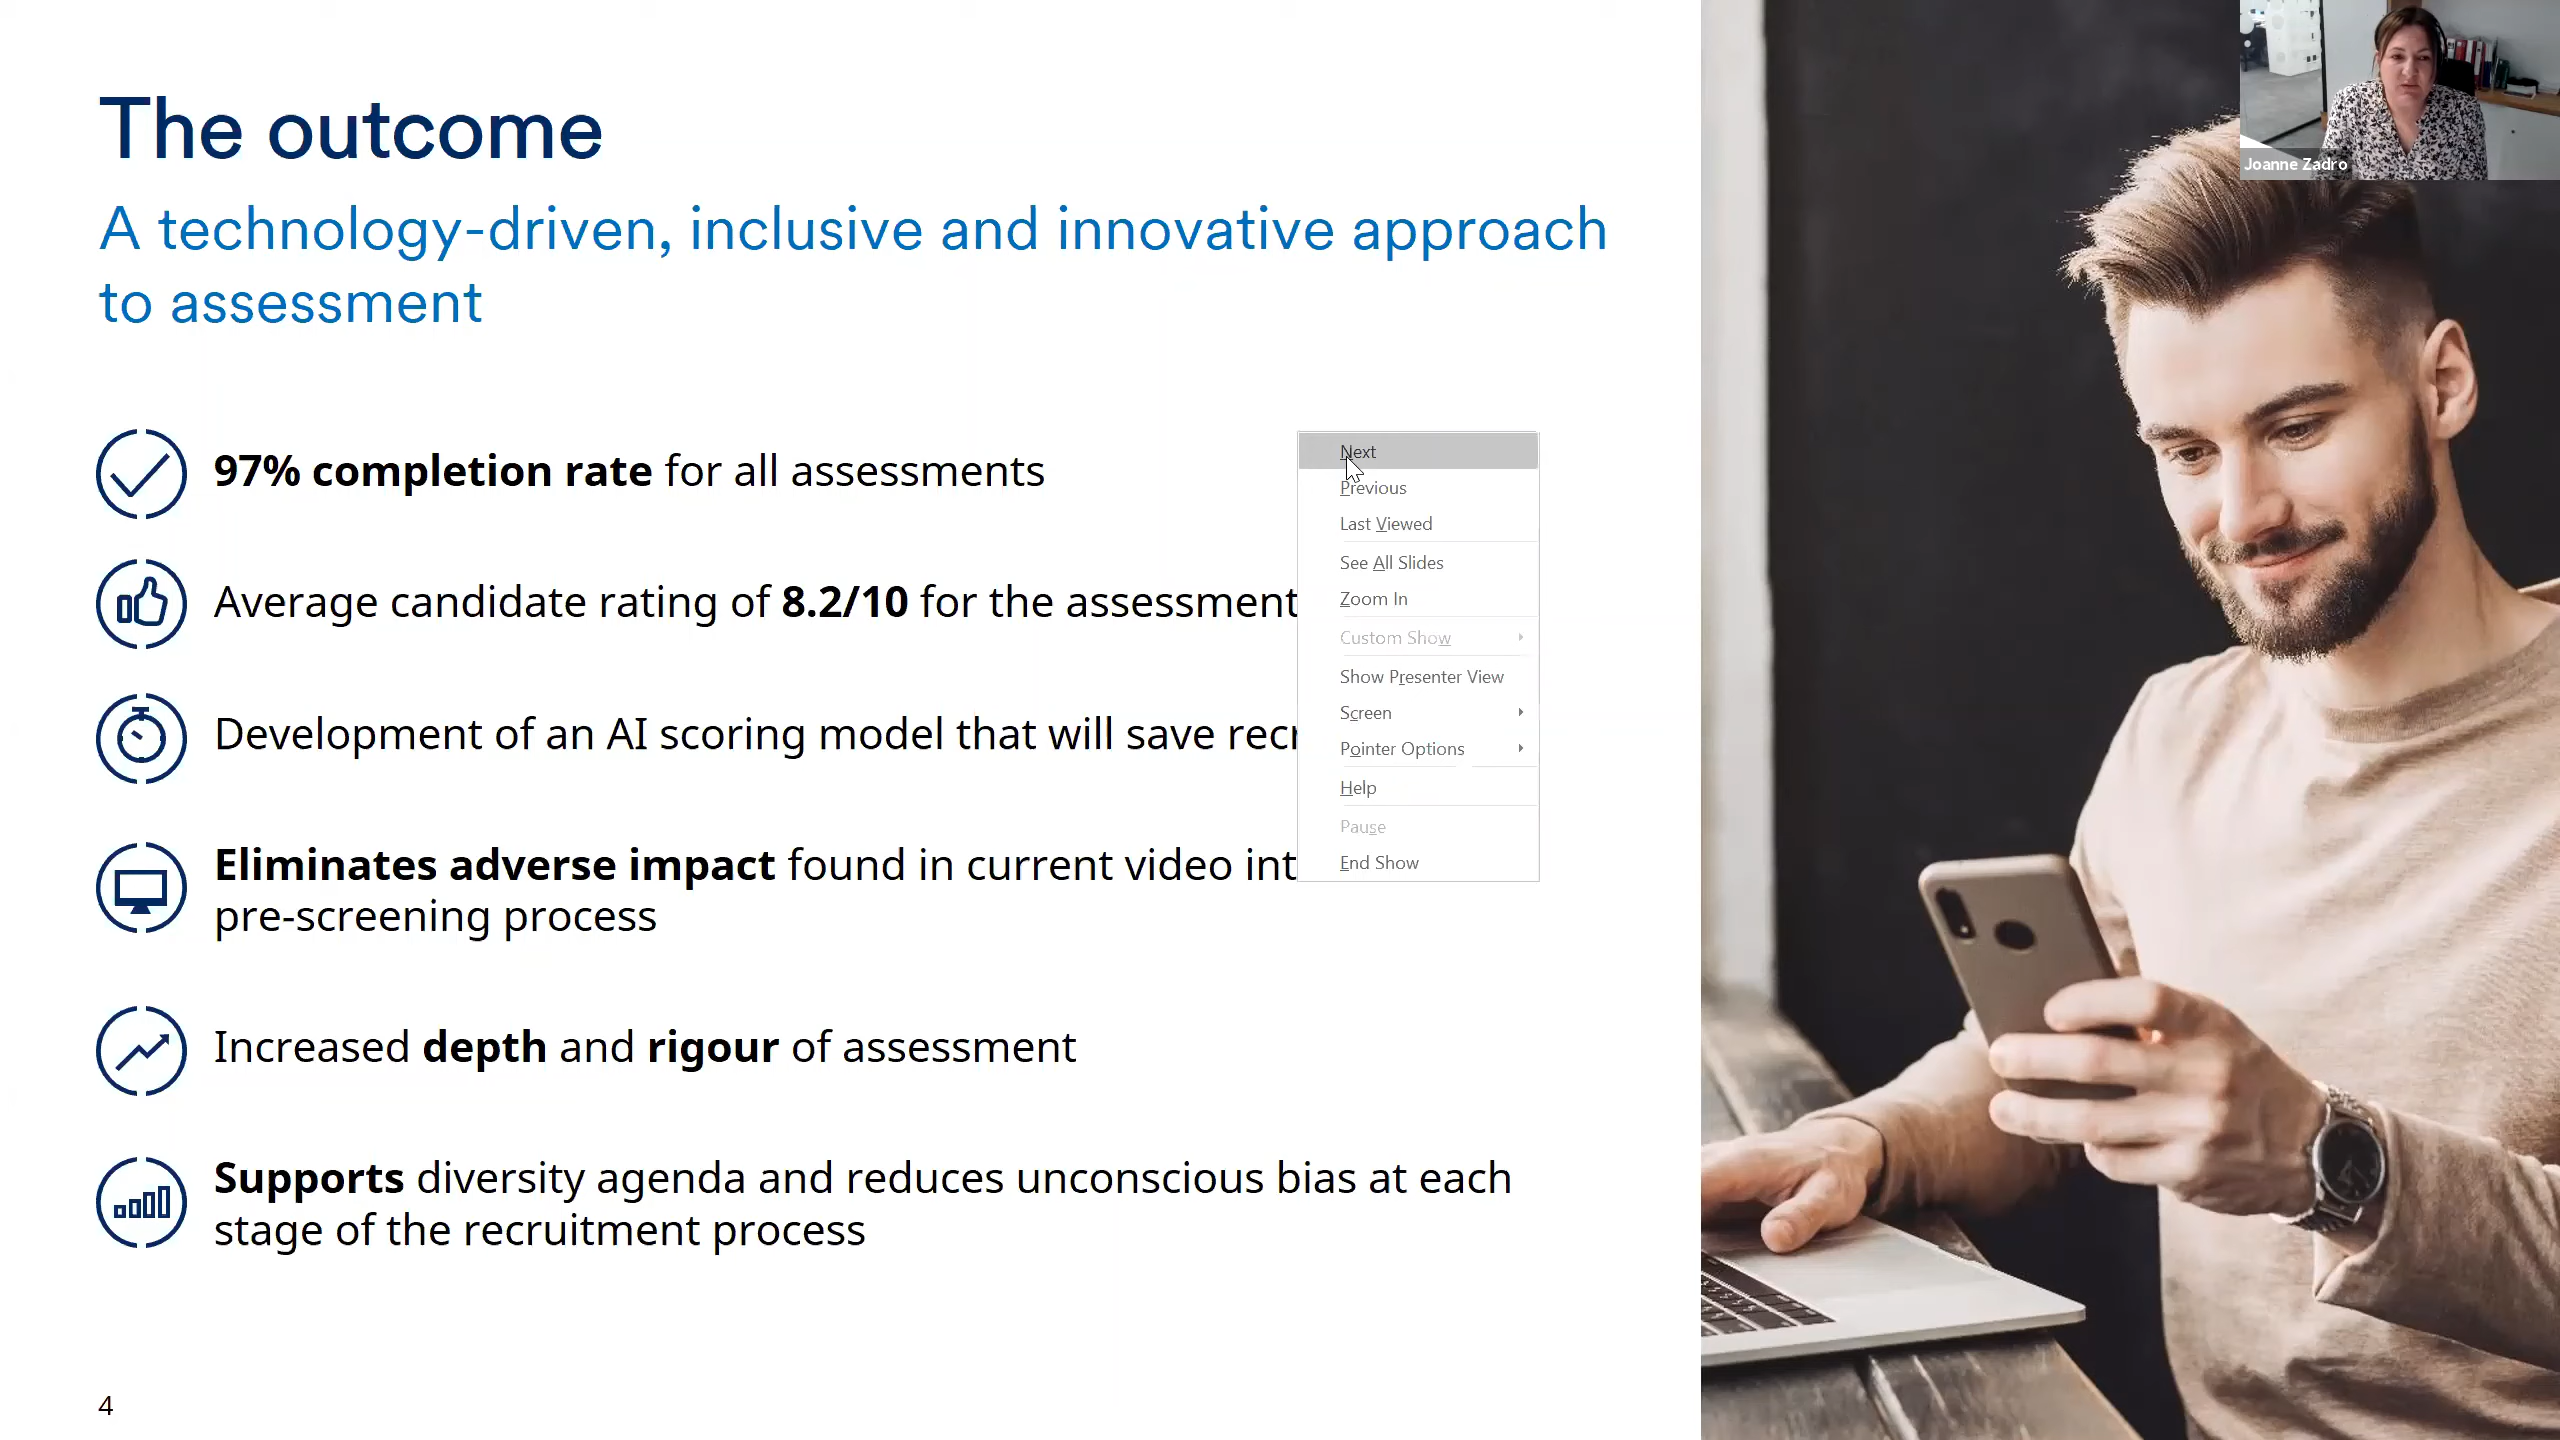 The outcome
A technology-driven, inclusive and innovative approach
to assessment
97% completion rate for all assessments
Average candidate rating of 8.2/10 for the assessment
Development of an AI scoring model that will save
Eliminates adverse impact found in current video
pre-screening process
Increased depth and rigour of assessment
Supports diversity agenda and reduces unconscious bias at each
stage of the recruitment process
4
Next
Previous
Last Viewed
See All Slides
Zoom In
Custom Show
Show Presenter View
Screen
Pointer Options
Help
Pause
End Show
Joanne Zadro